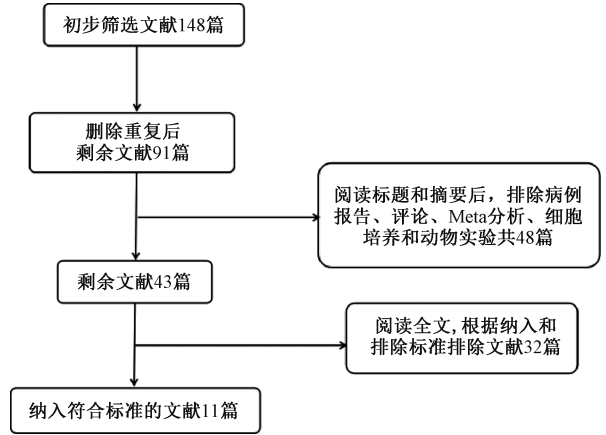 初步筛选文献148篇
删除重复后
剩余文献91篇
阅读标题和摘要后，排除病例
报告、评论、Meta分析、细胞
培养和动物实验共48篇
剩余文献43篇
阅读全文,根据纳入和
排除标准排除文献32篇
纳入符合标准的文献11篇